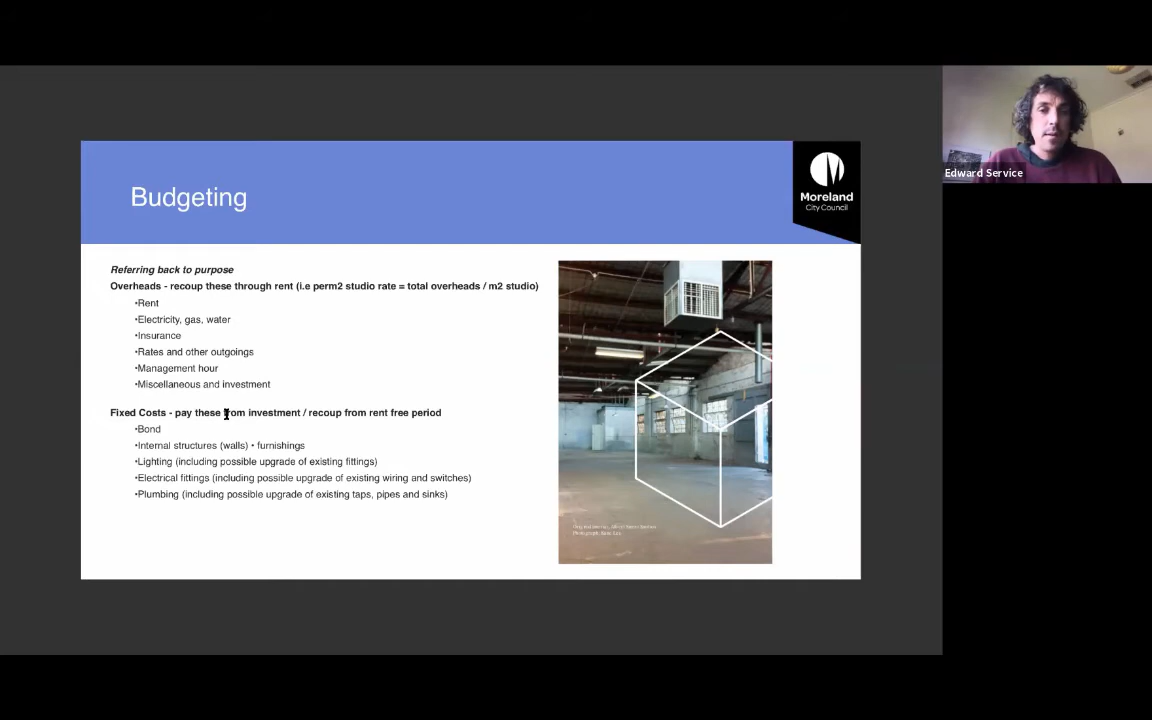 Budgeting
Moreland
City Council
Edward Service
Referring back to purpose
Overheads - recoup these through rent (i.e perm2 studio rate = total overheads / m2 studio)
•Rent
•Electricity, gas, water
•Insurance
•Rates and other outgoings
•Management hour
•Miscellaneous and investment
Fixed Costs - pay these from investment / recoup from rent free period
•Bond
•Internal structures (walls) • furnishings
•Lighting (including possible upgrade of existing fittings)
•Electrical fittings (including possible upgrade of existing wiring and switches)
•Plumbing (including possible upgrade of existing taps, pipes and sinks)